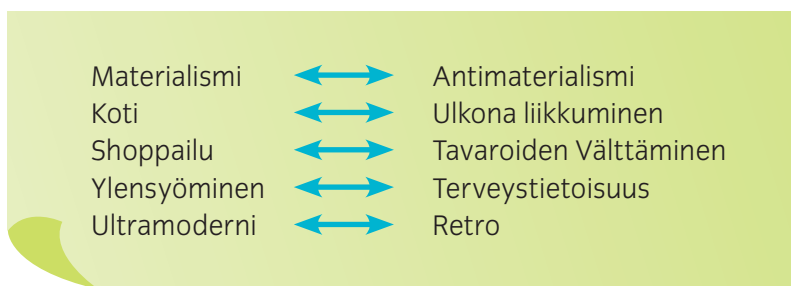 Materialismi Antimaterialismi
Koti Ulkona liikkuminen
Shoppailu Tavaroiden Välttäminen
Ylensyöminen Terveystietoisuus
Ultramoderni Retro